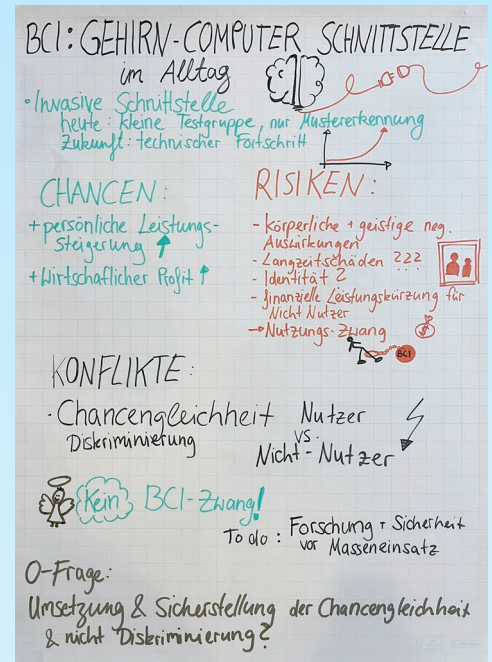 BCI: GEHIRN-COMPUTER SCHNITTSTELLE
im Alltag
• Invasive Schnittstelle
heute: kleine Testgruppe, nur Mustererkennung
Zukunft: technischer Fortschritt
CHANCEN:
+ persönliche Leistungs-
Steigerung ↑
+ Wirtschaflicher Profit ↑
RISIKEN:
- körperliche + geistige neg.
Auswirkungen
- Langzeitschäden ???
- Identität?
- finanzielle Leistungskürzung für
Nicht Nutzer
→ Nutzungs-Zwang
$
BCI
KONFLIKTE:
· Chancengleichheit
Diskriminierung
Nutzer
vs.
Nicht-Nutzer
Kein BCI-Zwang!
To do: Forschung + Sicherheit
vor Masseneinsatz
O-Frage:
Umsetzung & Sicherstellung der Chancengleichheit
& nicht Diskriminierung?